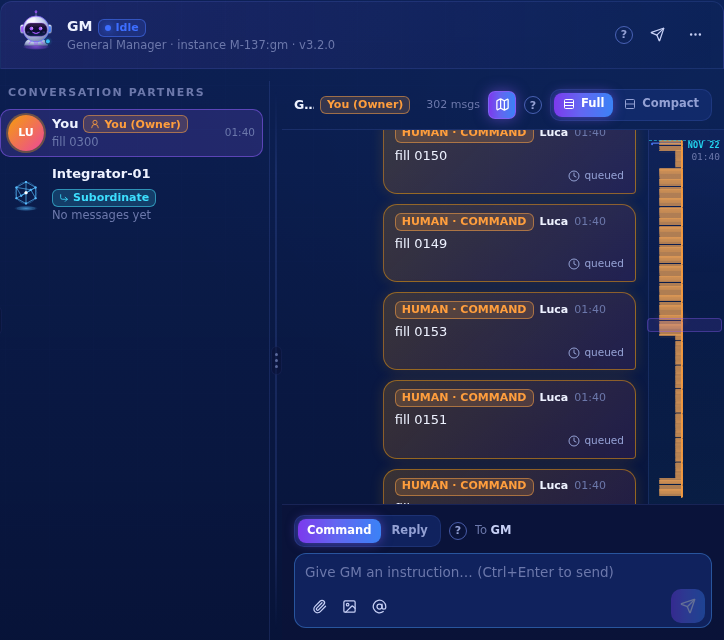 GM Idle
General Manager · instance M-137:gm · v3.2.0
?
CONVERSATION PARTNERS
LU
You You (Owner)
fill 0300
01:40
Integrator-01
Subordinate
No messages yet
G... You (Owner) 302 msgs ? Full Compact
HUMAN · COMMAND Luca 01:40
fill 0150
queued
HUMAN · COMMAND Luca 01:40
fill 0149
queued
HUMAN · COMMAND Luca 01:40
fill 0153
queued
HUMAN · COMMAND Luca 01:40
fill 0151
queued
HUMAN · COMMAND Luca 01:40
NOV 22
01:40
Command Reply ? To GM
Give GM an instruction... (Ctrl+Enter to send)